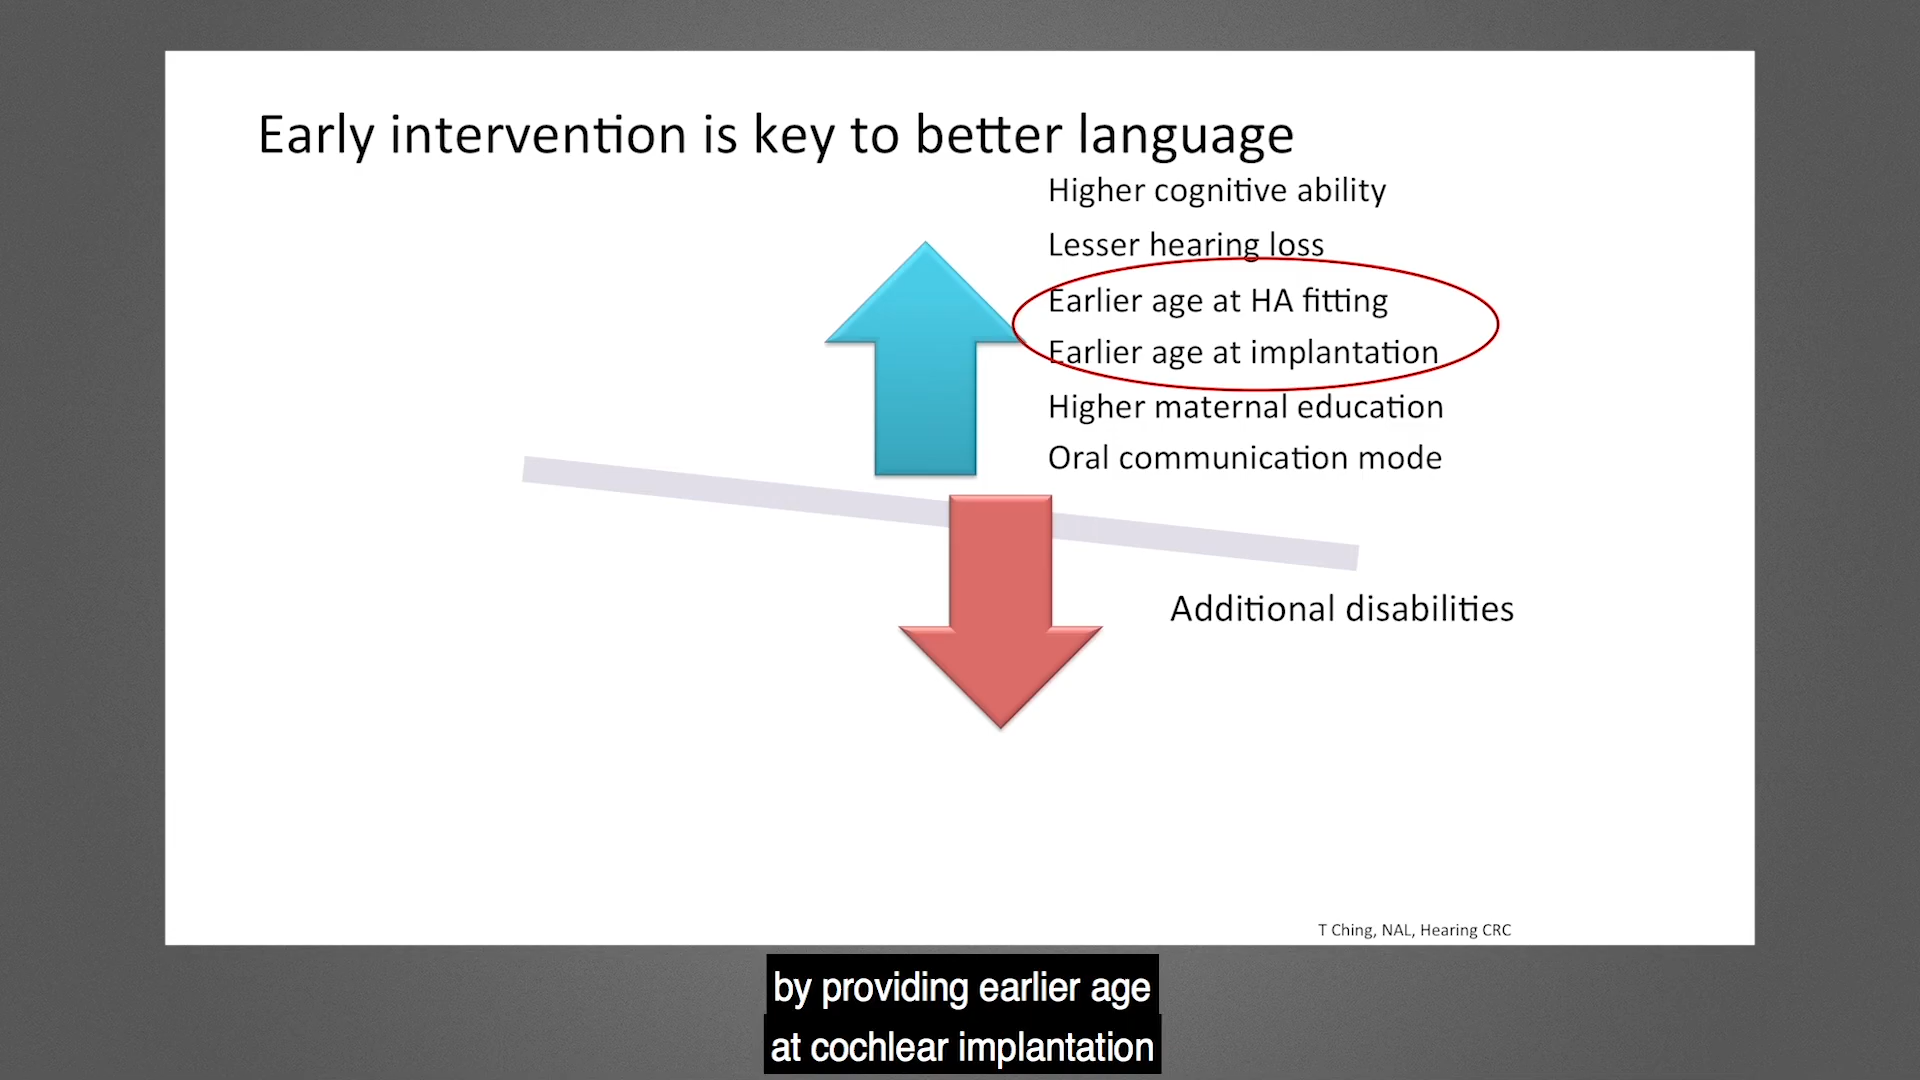 Early intervention is key to better language
Higher cognitive ability
Lesser hearing loss
Earlier age at HA fitting
Earlier age at implantation
Higher maternal education
Oral communication mode
Additional disabilities
T Ching, NAL, Hearing CRC
by providing earlier age
at cochlear implantation